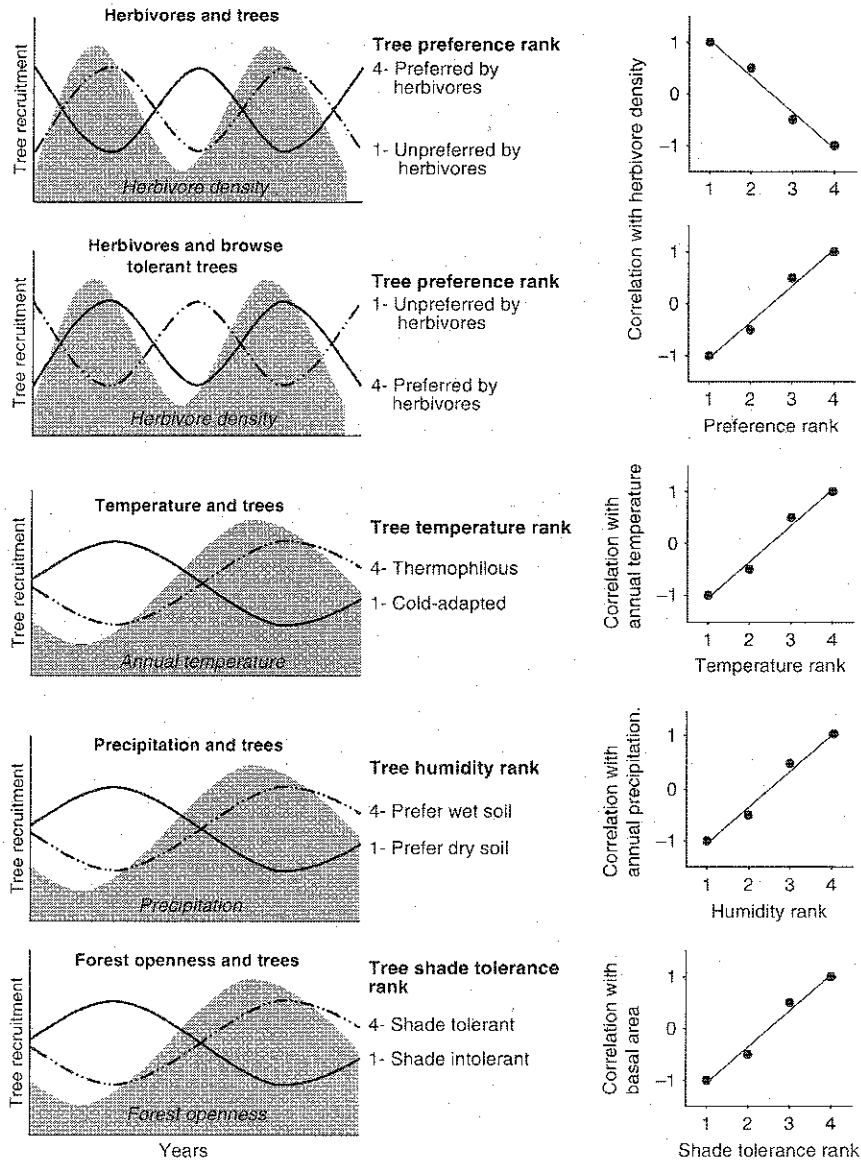 Herbivores and trees
Tree recruitment
Herbivore density
Tree preference rank
4- Preferred by
herbivores
1- Unpreferred by
herbivores
Correlation with herbivore density
1
0
−1
1 2 3 4
Herbivores and browse
tolerant trees
Tree recruitment
Herbivore density
Tree preference rank
1- Unpreferred by
herbivores
4- Preferred by
herbivores
1
0
−1
1 2 3 4
Preference rank
Temperature and trees
Tree recruitment
Annual temperature
Tree temperature rank
4- Thermophilous
1- Cold-adapted
Correlation with
annual temperature
1
0
−1
1 2 3 4
Temperature rank
Precipitation and trees
Tree recruitment
Precipitation
Tree humidity rank
4- Prefer wet soil
1- Prefer dry soil
Correlation with
annual precipitation.
1
0
−1
1 2 3 4
Humidity rank
Forest openness and trees
Tree recruitment
Forest openness
Years
Tree shade tolerance
rank
4- Shade tolerant
1- Shade intolerant
Correlation with
basal area
1
0
−1
1 2 3 4
Shade tolerance rank